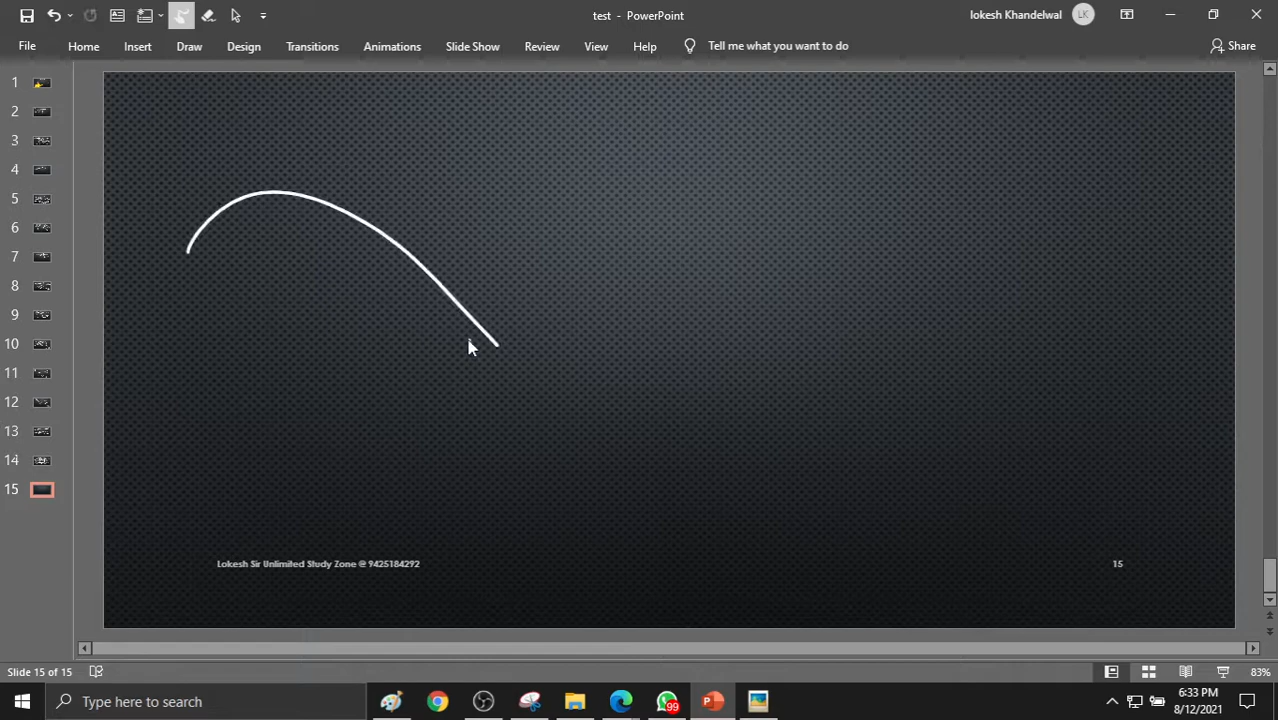 test - PowerPoint
lokesh Khandelwal LK
File Home Insert Draw Design Transitions Animations Slide Show Review View Help Tell me what you want to do Share
1
2
3
4
5
6
7
8
9
10
11
12
13
14
15
Lokesh Sir Unlimited Study Zone @ 9425184292 15
Slide 15 of 15 83%
Type here to search 99 6:33 PM
8/12/2021